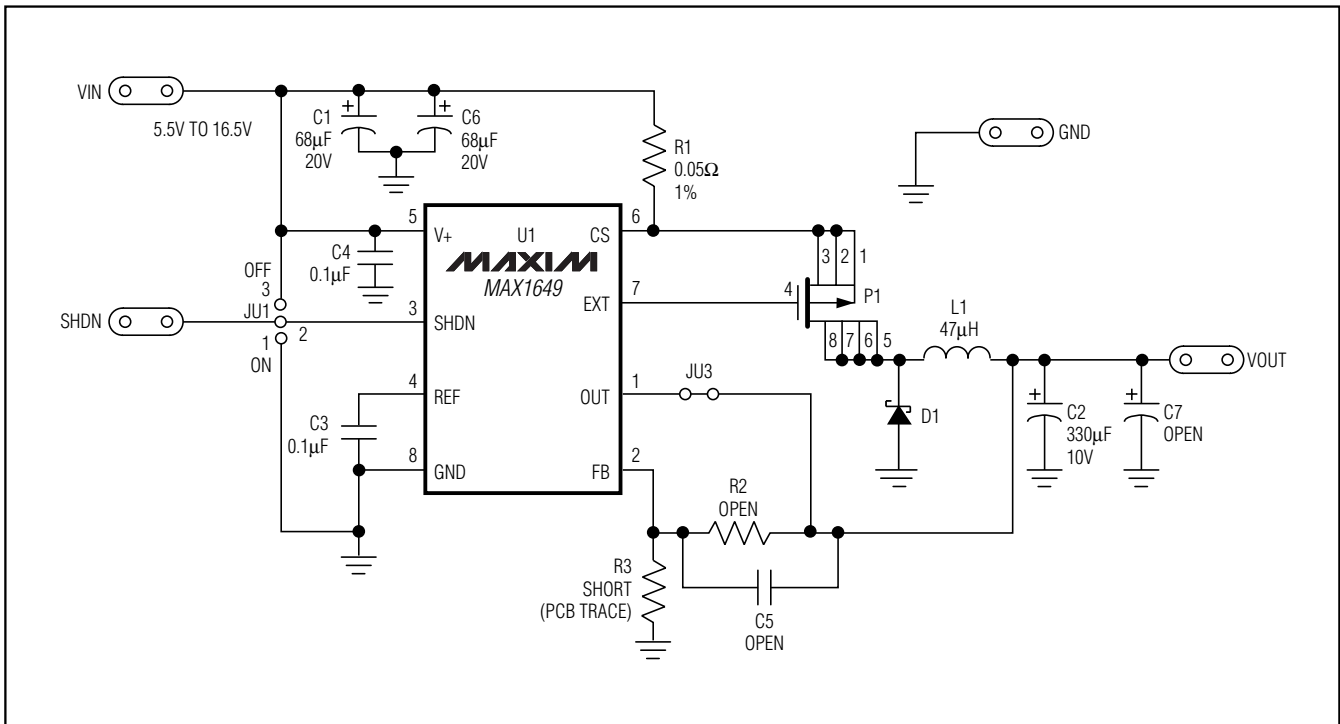 VIN
5.5V TO 16.5V
C1
68μF
20V
+
C6
68μF
20V
+
R1
0.05Ω
1%
GND
5
V+
U1
CS
6
MAXIM
MAX1649
C4
0.1μF
OFF
3
JU1
SHDN
2
1
ON
3
SHDN
EXT
7
4
3
2
1
P1
8
7
6
5
L1
47μH
VOUT
4
REF
OUT
1
JU3
D1
+
C2
330μF
10V
+
C7
OPEN
C3
0.1μF
8
GND
FB
2
R2
OPEN
R3
SHORT
(PCB TRACE)
C5
OPEN